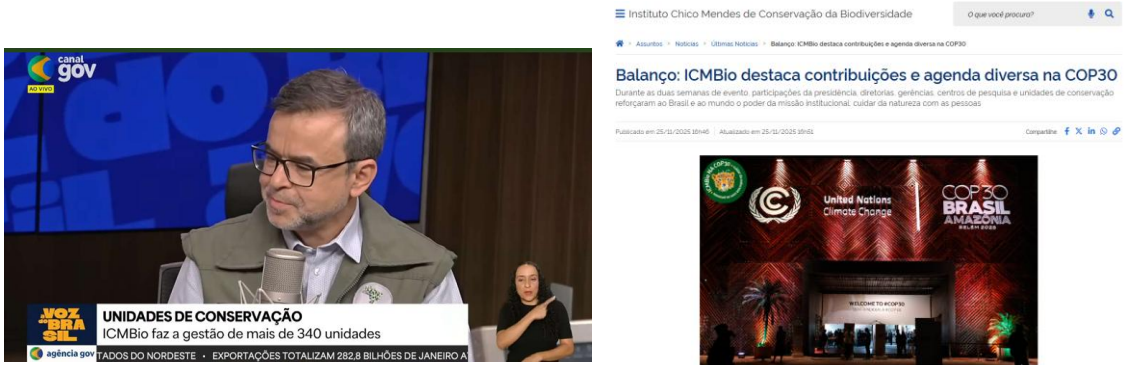 canal
gov
AO VIVO
VOZ
DO
BRA
SIL
UNIDADES DE CONSERVAÇÃO
ICMBio faz a gestão de mais de 340 unidades
agência gov
TADOS DO NORDESTE • EXPORTAÇÕES TOTALIZAM 282,8 BILHÕES DE JANEIRO A
Instituto Chico Mendes de Conservação da Biodiversidade
O que você procura?
Assuntos > Notícias > Últimas Notícias > Balanço: ICMBio destaca contribuições e agenda diversa na COP30
Balanço: ICMBio destaca contribuições e agenda diversa na COP30
Durante as duas semanas de evento, participações da presidência, diretorias, gerências, centros de pesquisa e unidades de conservação
reforçaram ao Brasil e ao mundo o poder da missão institucional: cuidar da natureza com as pessoas
Publicado em 25/11/2025 16h46 | Atualizado em 25/11/2025 16h51
Compartilhe
ICMBio NA COP30
United Nations
Climate Change
COP30
BRASIL
AMAZÔNIA
BELÉM 2025
WELCOME TO #COP30